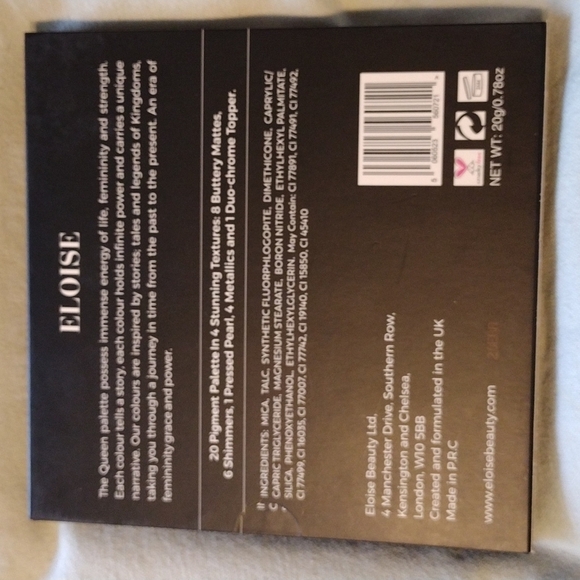 ELOISE
The Queen palette possess immense energy of life, femininity and strength.
Each colour tells a story, each colour holds infinite power and carries a unique
narrative. Our colours are inspired by stories; tales and legends of Kingdoms,
taking you through a journey in time from the past to the present. An era of
femininity grace and power.
20 Pigment Palette in 4 Stunning Textures: 8 Buttery Mattes,
6 Shimmers, 1 Pressed Pearl, 4 Metallics and 1 Duo-chrome Topper.
INGREDIENTS: MICA, TALC, SYNTHETIC FLUORPHLOGOPITE, DIMETHICONE, CAPRYLIC/
CAPRIC TRIGLYCERIDE, MAGNESIUM STEARATE, BORON NITRIDE, ETHYLHEXYL PALMITATE,
SILICA, PHENOXYETHANOL, ETHYLHEXYLGLYCERIN. May Contain: CI 77891, CI 77491, CI 77492,
CI 77499, CI 16035, CI 77007, CI 77742, CI 19140, CI 15850, CI 45410
Eloise Beauty Ltd,
4 Manchester Drive, Southern Row,
Kensington and Chelsea,
London, W10 5BB
Created and formulated in the UK
Made in P.R.C
www.eloisebeauty.com
NET WT: 20g/0.78oz